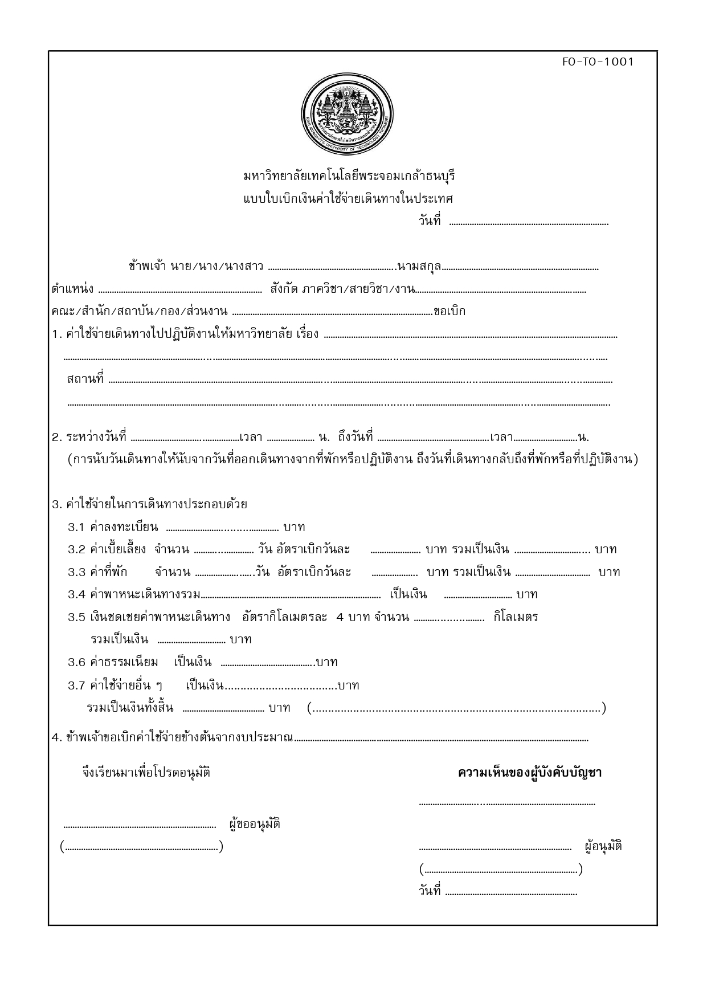 FO-TO-1001
มหาวิทยาลัยเทคโนโลยีพระจอมเกล้าธนบุรี
KING MONGKUT'S UNIVERSITY OF TECHNOLOGY THONBURI
มหาวิทยาลัยเทคโนโลยีพระจอมเกล้าธนบุรี
แบบใบเบิกเงินค่าใช้จ่ายเดินทางในประเทศ
วันที่ ......................................................................
ข้าพเจ้า นาย/นาง/นางสาว .........................................................นามสกุล.....................................................................
ตำแหน่ง ........................................................................ สังกัด ภาควิชา/สายวิชา/งาน...........................................................................
คณะ/สำนัก/สถาบัน/กอง/ส่วนงาน ........................................................................................ขอเบิก
1. ค่าใช้จ่ายเดินทางไปปฏิบัติงานให้มหาวิทยาลัย เรื่อง .................................................................................................................................
................................................................................................................................................................................................
สถานที่ ................................................................................................................................................................................
................................................................................................................................................................................................
2. ระหว่างวันที่ ................................................เวลา ..................... น. ถึงวันที่ .................................................เวลา............................น.
(การนับวันเดินทางให้นับจากวันที่ออกเดินทางจากที่พักหรือปฏิบัติงาน ถึงวันที่เดินทางกลับถึงที่พักหรือที่ปฏิบัติงาน)
3. ค่าใช้จ่ายในการเดินทางประกอบด้วย
3.1 ค่าลงทะเบียน ................................................ บาท
3.2 ค่าเบี้ยเลี้ยง จำนวน .......................... วัน อัตราเบิกวันละ ...................... บาท รวมเป็นเงิน ................................. บาท
3.3 ค่าที่พัก จำนวน ..........................วัน อัตราเบิกวันละ .................... บาท รวมเป็นเงิน ................................. บาท
3.4 ค่าพาหนะเดินทางรวม............................................................................... เป็นเงิน .............................. บาท
3.5 เงินชดเชยค่าพาหนะเดินทาง อัตรากิโลเมตรละ 4 บาท จำนวน .............................. กิโลเมตร
รวมเป็นเงิน .............................. บาท
3.6 ค่าธรรมเนียม เป็นเงิน .........................................บาท
3.7 ค่าใช้จ่ายอื่น ๆ เป็นเงิน....................................บาท
รวมเป็นเงินทั้งสิ้น .................................... บาท (............................................................................................)
4. ข้าพเจ้าขอเบิกค่าใช้จ่ายข้างต้นจากงบประมาณ.................................................................................................................................
จึงเรียนมาเพื่อโปรดอนุมัติ ความเห็นของผู้บังคับบัญชา
..............................................................................
................................................................... ผู้ขออนุมัติ
(...................................................................) ................................................................... ผู้อนุมัติ
(...................................................................)
วันที่ ..........................................................